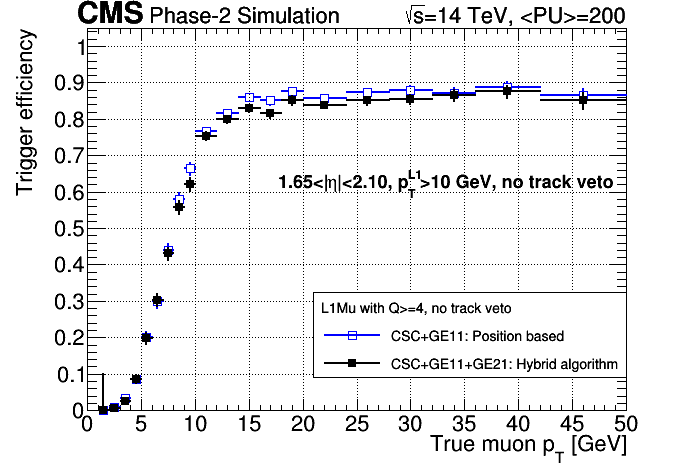 CMS Phase-2 Simulation √s=14 TeV, <PU>=200
Trigger efficiency
1
0.9
0.8
0.7
0.6
0.5
0.4
0.3
0.2
0.1
0
1.65<|η|<2.10, p_T^L1>10 GeV, no track veto
L1Mu with Q>=4, no track veto
CSC+GE11: Position based
CSC+GE11+GE21: Hybrid algorithm
0 5 10 15 20 25 30 35 40 45 50
True muon p_T [GeV]